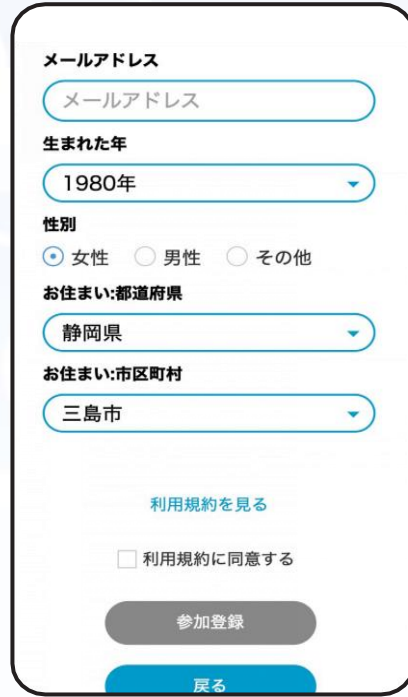 メールアドレス
メールアドレス
生まれた年
1980年
性別
女性 男性 その他
お住まい:都道府県
静岡県
お住まい:市区町村
三島市
利用規約を見る
利用規約に同意する
参加登録
戻る